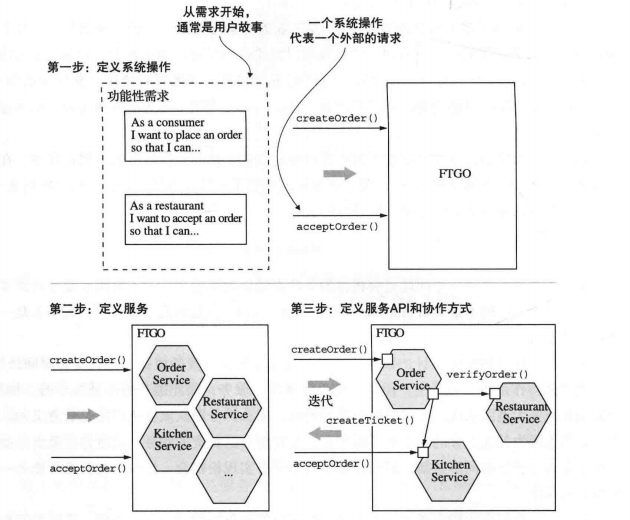 从需求开始，
通常是用户故事
一个系统操作
代表一个外部的请求
第一步：定义系统操作
功能性需求
As a consumer
I want to place an order
so that I can...
As a restaurant
I want to accept an order
so that I can...
createOrder()
FTGO
acceptOrder()
第二步：定义服务
FTGO
createOrder()
Order
Service
Restaurant
Service
Kitchen
Service
acceptOrder()
...
第三步：定义服务API和协作方式
FTGO
createOrder()
Order
Service
verifyOrder()
迭代
Restaurant
Service
createTicket()
acceptOrder()
Kitchen
Service